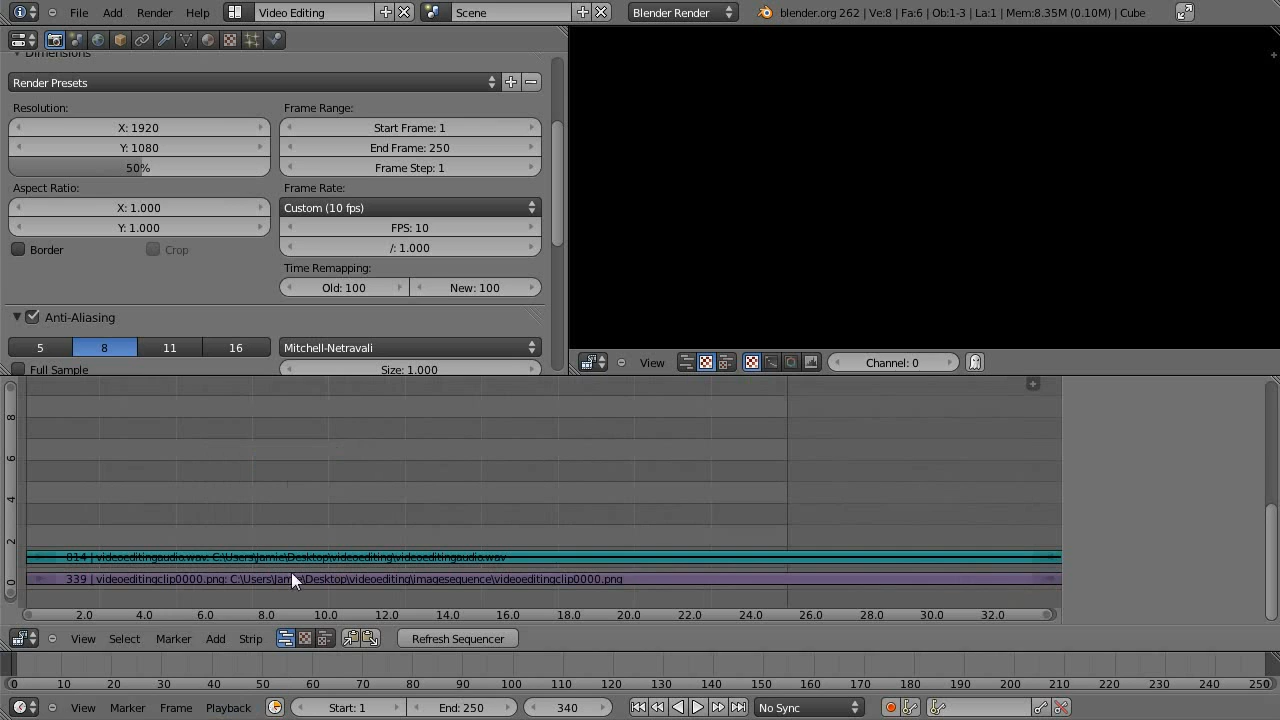 File Add Render Help Video Editing Scene Blender Render blender.org 262 | Ve:8 | Fa:6 | Ob:1-3 | La:1 | Mem:8.35M (0.10M) | Cube
Dimensions
Render Presets
Resolution: Frame Range:
X: 1920 Start Frame: 1
Y: 1080 End Frame: 250
50% Frame Step: 1
Aspect Ratio: Frame Rate:
X: 1.000 Custom (10 fps)
Y: 1.000 FPS: 10
Border Crop /: 1.000
Time Remapping:
Old: 100 New: 100
Anti-Aliasing
5 8 11 16 Mitchell-Netravali
Full Sample Size: 1.000
View Channel: 0
8
6
4
2
0
814 | videoeditingaudio.wav: C:\Users\Jamie\Desktop\videoediting\videoeditingaudio.wav
339 | videoeditingclip0000.png: C:\Users\Jamie\Desktop\videoediting\imagesequence\videoeditingclip0000.png
2.0 4.0 6.0 8.0 10.0 12.0 14.0 16.0 18.0 20.0 22.0 24.0 26.0 28.0 30.0 32.0
View Select Marker Add Strip Refresh Sequencer
0 10 20 30 40 50 60 70 80 90 100 110 120 130 140 150 160 170 180 190 200 210 220 230 240 250
View Marker Frame Playback Start: 1 End: 250 340 No Sync